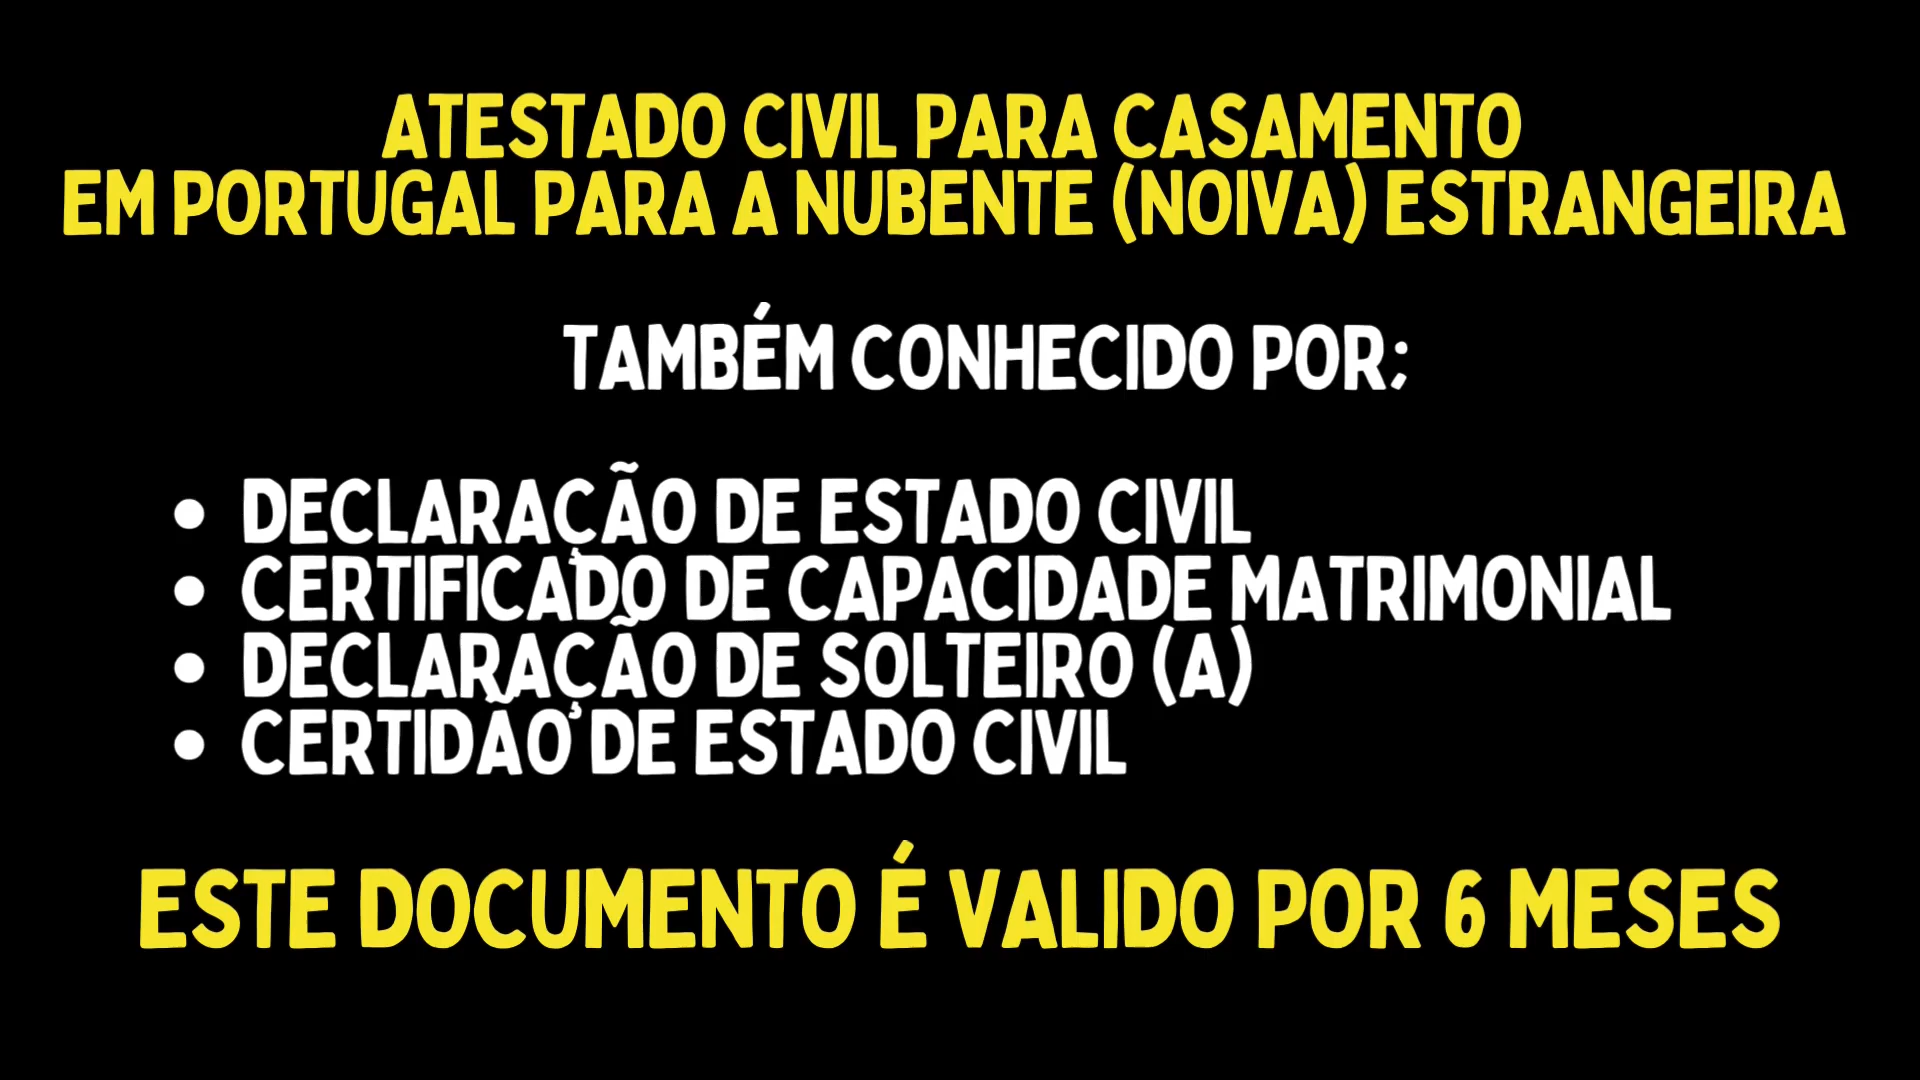 ATESTADO CIVIL PARA CASAMENTO
EM PORTUGAL PARA A NUBENTE (NOIVA) ESTRANGEIRA
TAMBÉM CONHECIDO POR;
• DECLARAÇÃO DE ESTADO CIVIL
• CERTIFICADO DE CAPACIDADE MATRIMONIAL
• DECLARAÇÃO DE SOLTEIRO (A)
• CERTIDÃO DE ESTADO CIVIL
ESTE DOCUMENTO É VALIDO POR 6 MESES